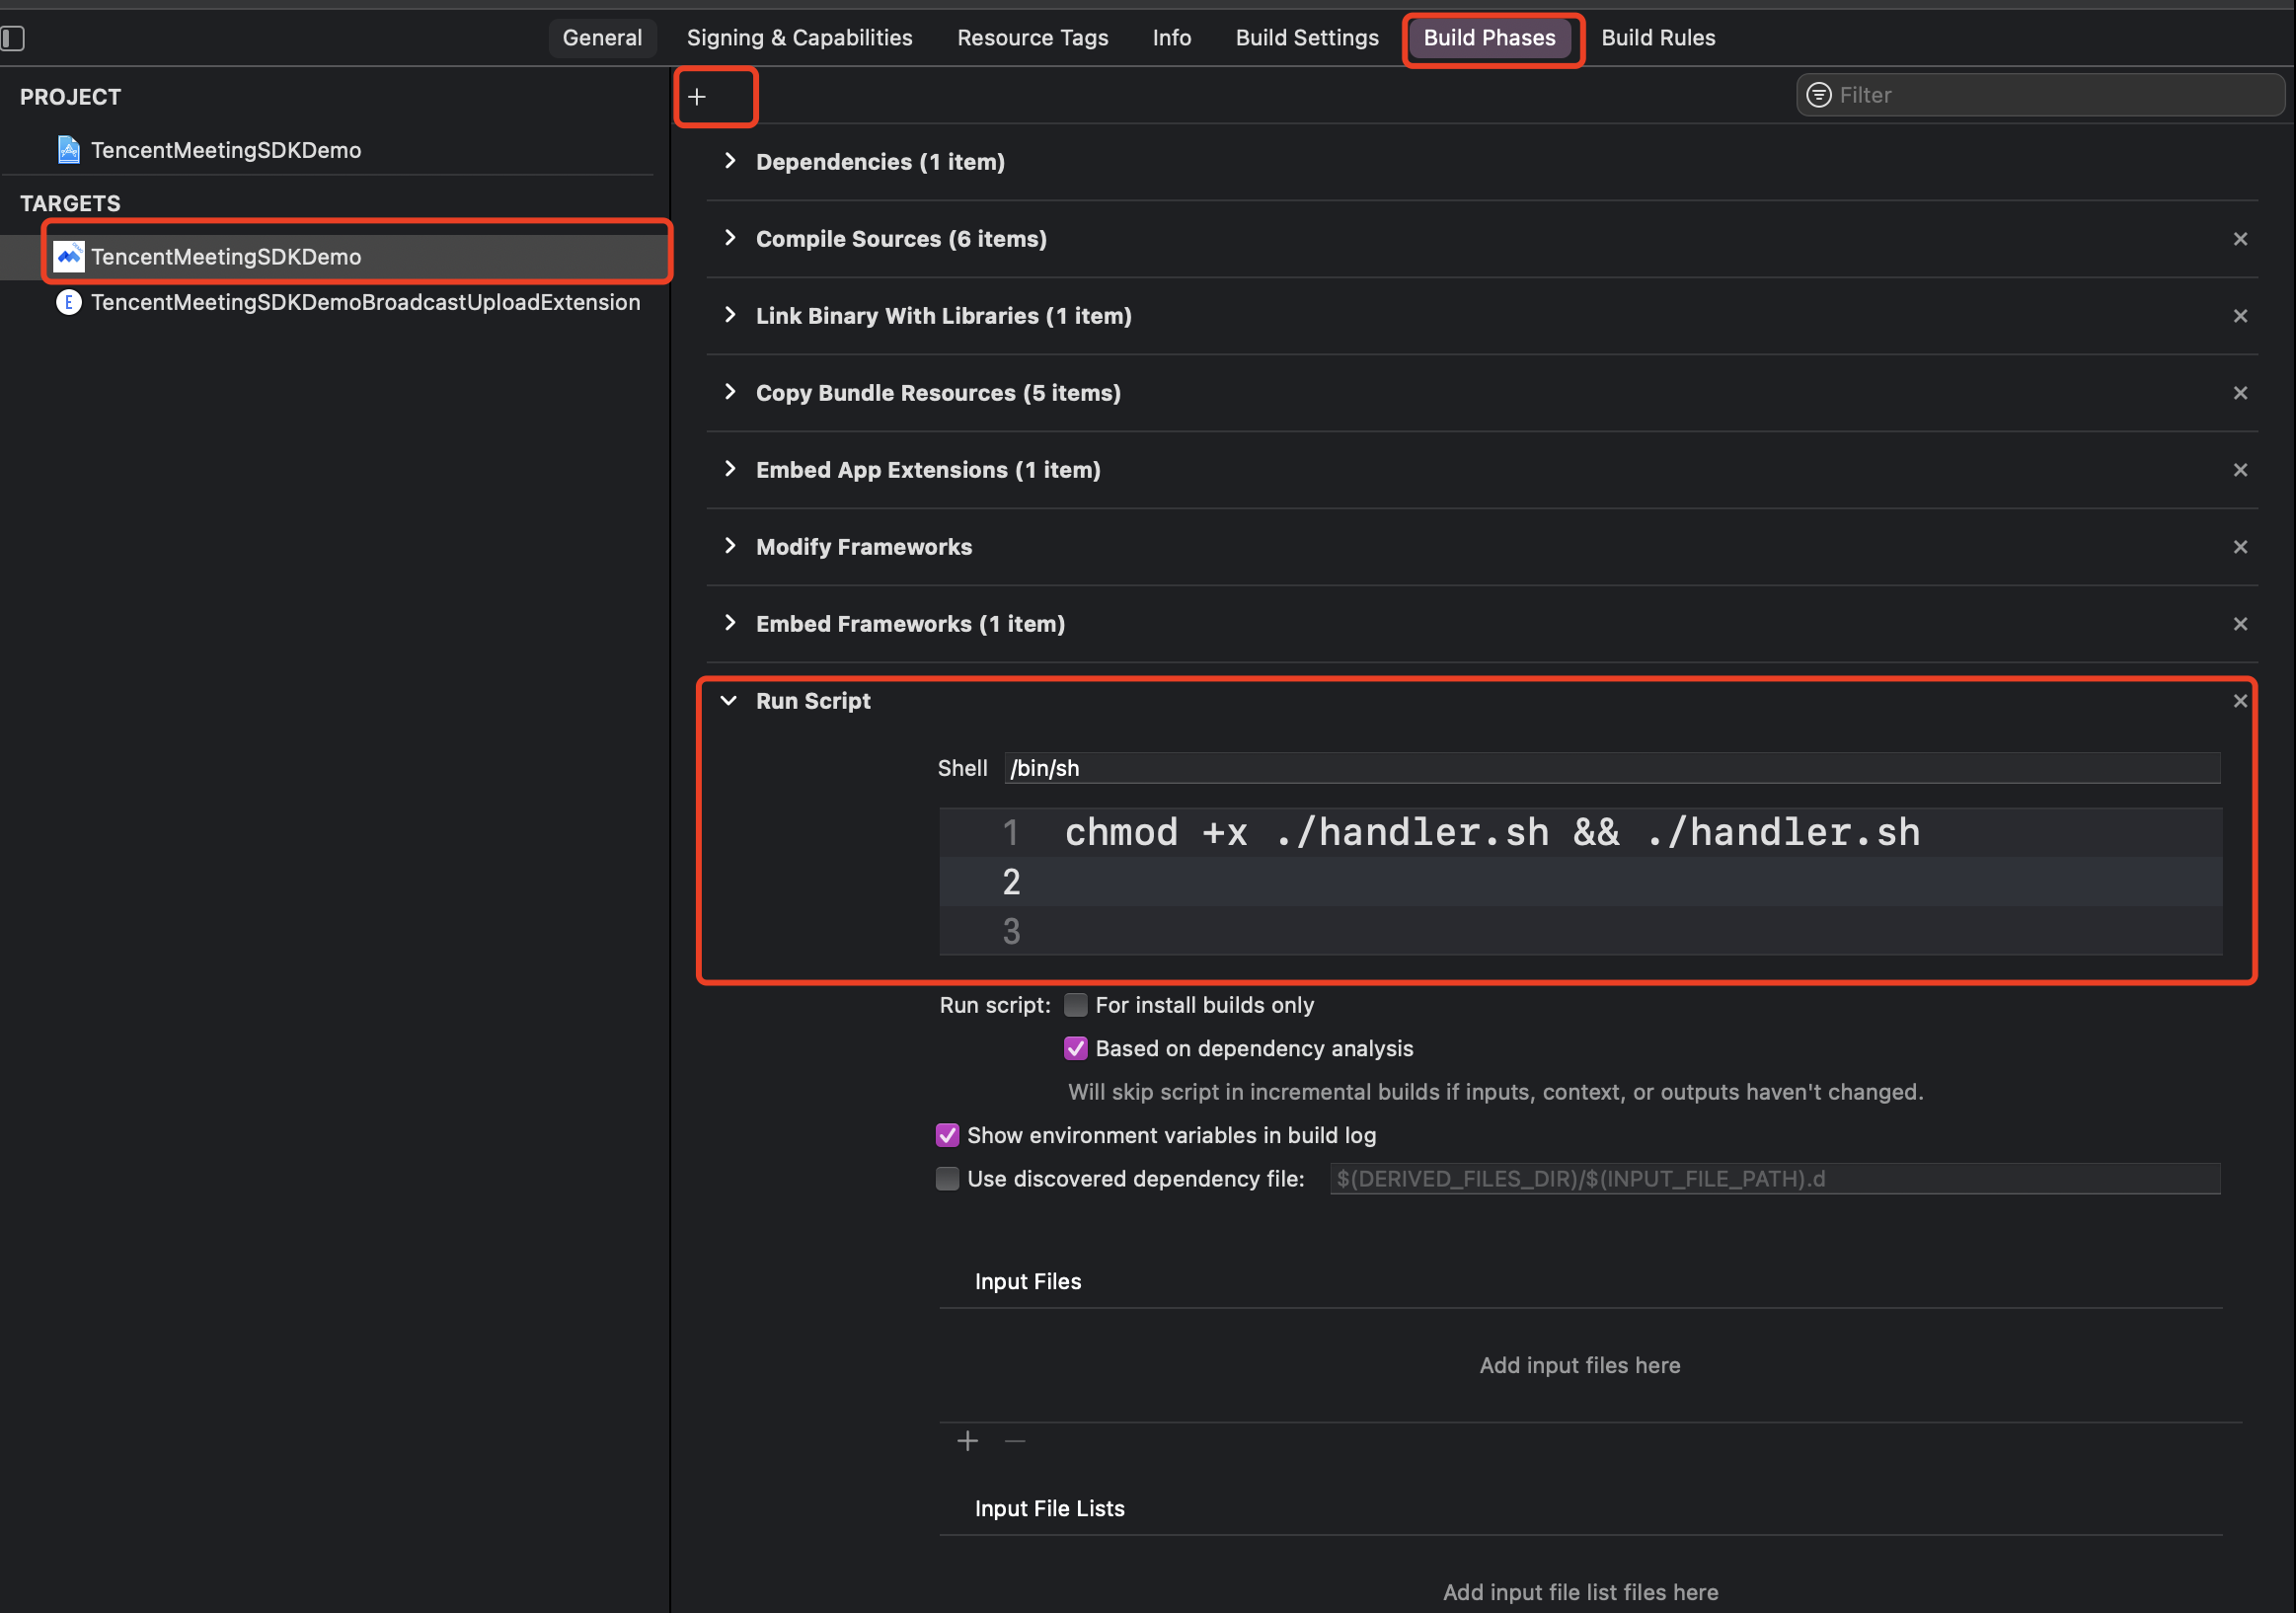 General
Signing & Capabilities
Resource Tags
Info
Build Settings
Build Phases
Build Rules
PROJECT
TencentMeetingSDKDemo
TARGETS
TencentMeetingSDKDemo
E
TencentMeetingSDKDemoBroadcastUploadExtension
Filter
Dependencies (1 item)
Compile Sources (6 items)
Link Binary With Libraries (1 item)
Copy Bundle Resources (5 items)
Embed App Extensions (1 item)
Modify Frameworks
Embed Frameworks (1 item)
Run Script
Shell /bin/sh
1 chmod +x ./handler.sh && ./handler.sh
2
3
Run script: For install builds only
Based on dependency analysis
Will skip script in incremental builds if inputs, context, or outputs haven't changed.
Show environment variables in build log
Use discovered dependency file: $(DERIVED_FILES_DIR)/$(INPUT_FILE_PATH).d
Input Files
Add input files here
Input File Lists
Add input file list files here